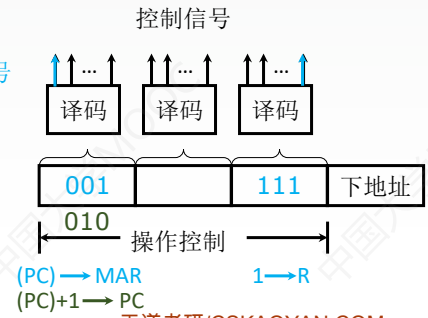 控制信号
号
... ... ...
译码 译码 译码
001 111 下地址
010
操作控制
(PC)→MAR 1→R
(PC)+1→PC
王道考研/CSKAOYAN.COM